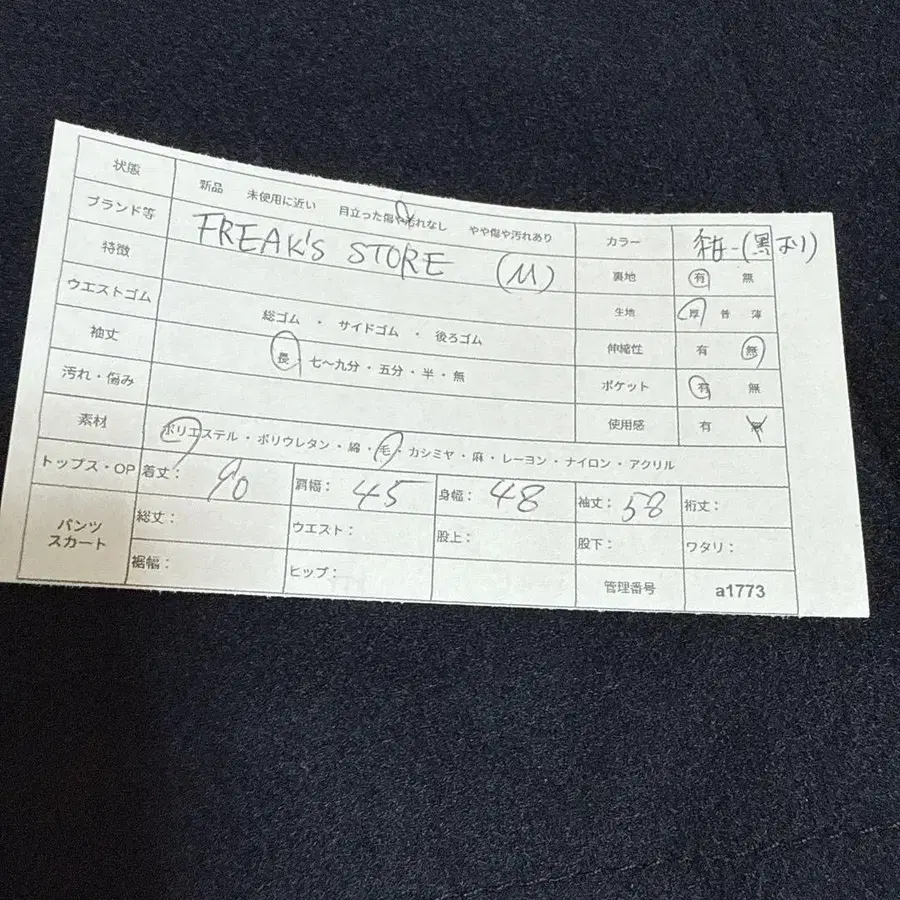 状態 新品 未使用に近い 目立った傷や汚れなし やや傷や汚れあり カラー 紺-(黒より)
ブランド等 FREAK'S STORE (M) 裏地 有 無
特徴 生地 厚 普 薄
ウエストゴム 総ゴム ・ サイドゴム ・ 後ろゴム 伸縮性 有 無
袖丈 長・七〜九分・五分・半・無 ポケット 有 無
汚れ・傷み 使用感 有 無
素材 ポリエステル・ポリウレタン・綿・毛・カシミヤ・麻・レーヨン・ナイロン・アクリル
トップス・OP 着丈: 90 肩幅: 45 身幅: 48 袖丈: 58 裄丈:
パンツ スカート 総丈: ウエスト: 股上: 股下: ワタリ:
裾幅: ヒップ: 管理番号 a1773